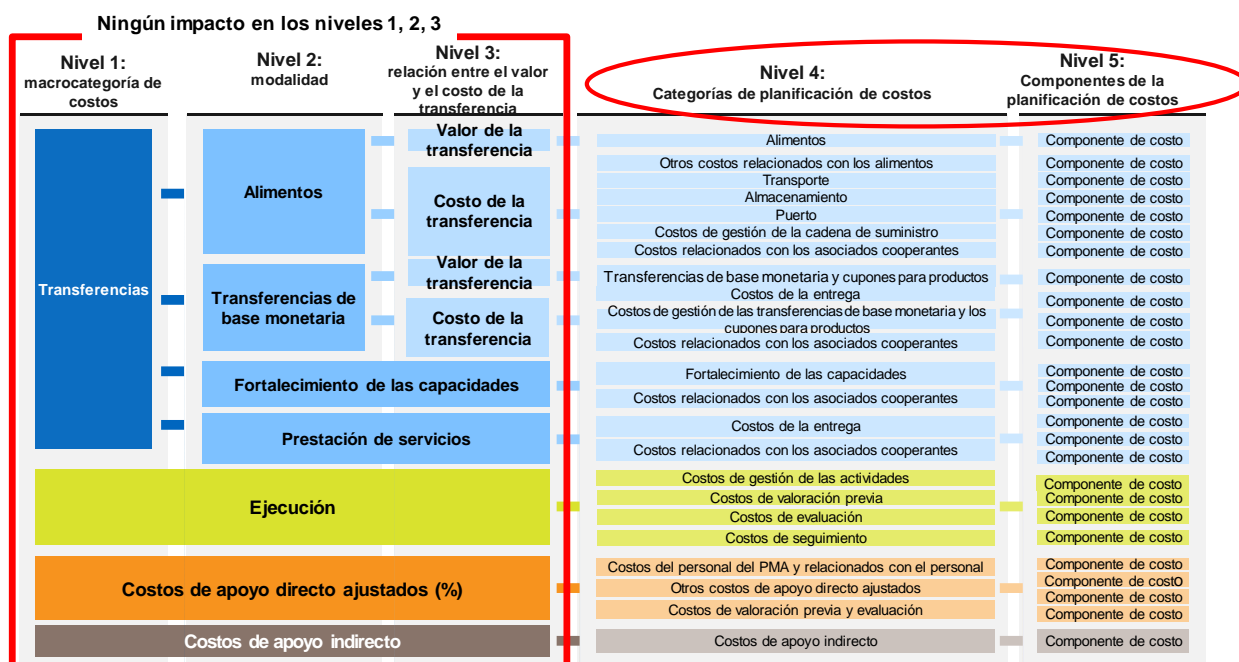 Ningún impacto en los niveles 1, 2, 3
Nivel 1:
macrocategoría de
costos
Nivel 2:
modalidad
Nivel 3:
relación entre el valor
y el costo de la
transferencia
Nivel 4:
Categorías de planificación de costos
Nivel 5:
Componentes de la
planificación de costos
Transferencias
Alimentos
Valor de la
transferencia
Costo de la
transferencia
Alimentos
Otros costos relacionados con los alimentos
Transporte
Almacenamiento
Puerto
Costos de gestión de la cadena de suministro
Costos relacionados con los asociados cooperantes
Componente de costo
Componente de costo
Componente de costo
Componente de costo
Componente de costo
Componente de costo
Componente de costo
Transferencias de
base monetaria
Valor de la
transferencia
Costo de la
transferencia
Transferencias de base monetaria y cupones para productos
Costos de la entrega
Costos de gestión de las transferencias de base monetaria y los
cupones para productos
Costos relacionados con los asociados cooperantes
Componente de costo
Componente de costo
Componente de costo
Componente de costo
Fortalecimiento de las capacidades
Fortalecimiento de las capacidades
Costos relacionados con los asociados cooperantes
Componente de costo
Componente de costo
Componente de costo
Prestación de servicios
Costos de la entrega
Costos relacionados con los asociados cooperantes
Componente de costo
Componente de costo
Componente de costo
Ejecución
Costos de gestión de las actividades
Costos de valoración previa
Costos de evaluación
Costos de seguimiento
Componente de costo
Componente de costo
Componente de costo
Componente de costo
Costos de apoyo directo ajustados (%)
Costos del personal del PMA y relacionados con el personal
Otros costos de apoyo directo ajustados
Costos de valoración previa y evaluación
Componente de costo
Componente de costo
Componente de costo
Componente de costo
Costos de apoyo indirecto
Costos de apoyo indirecto
Componente de costo